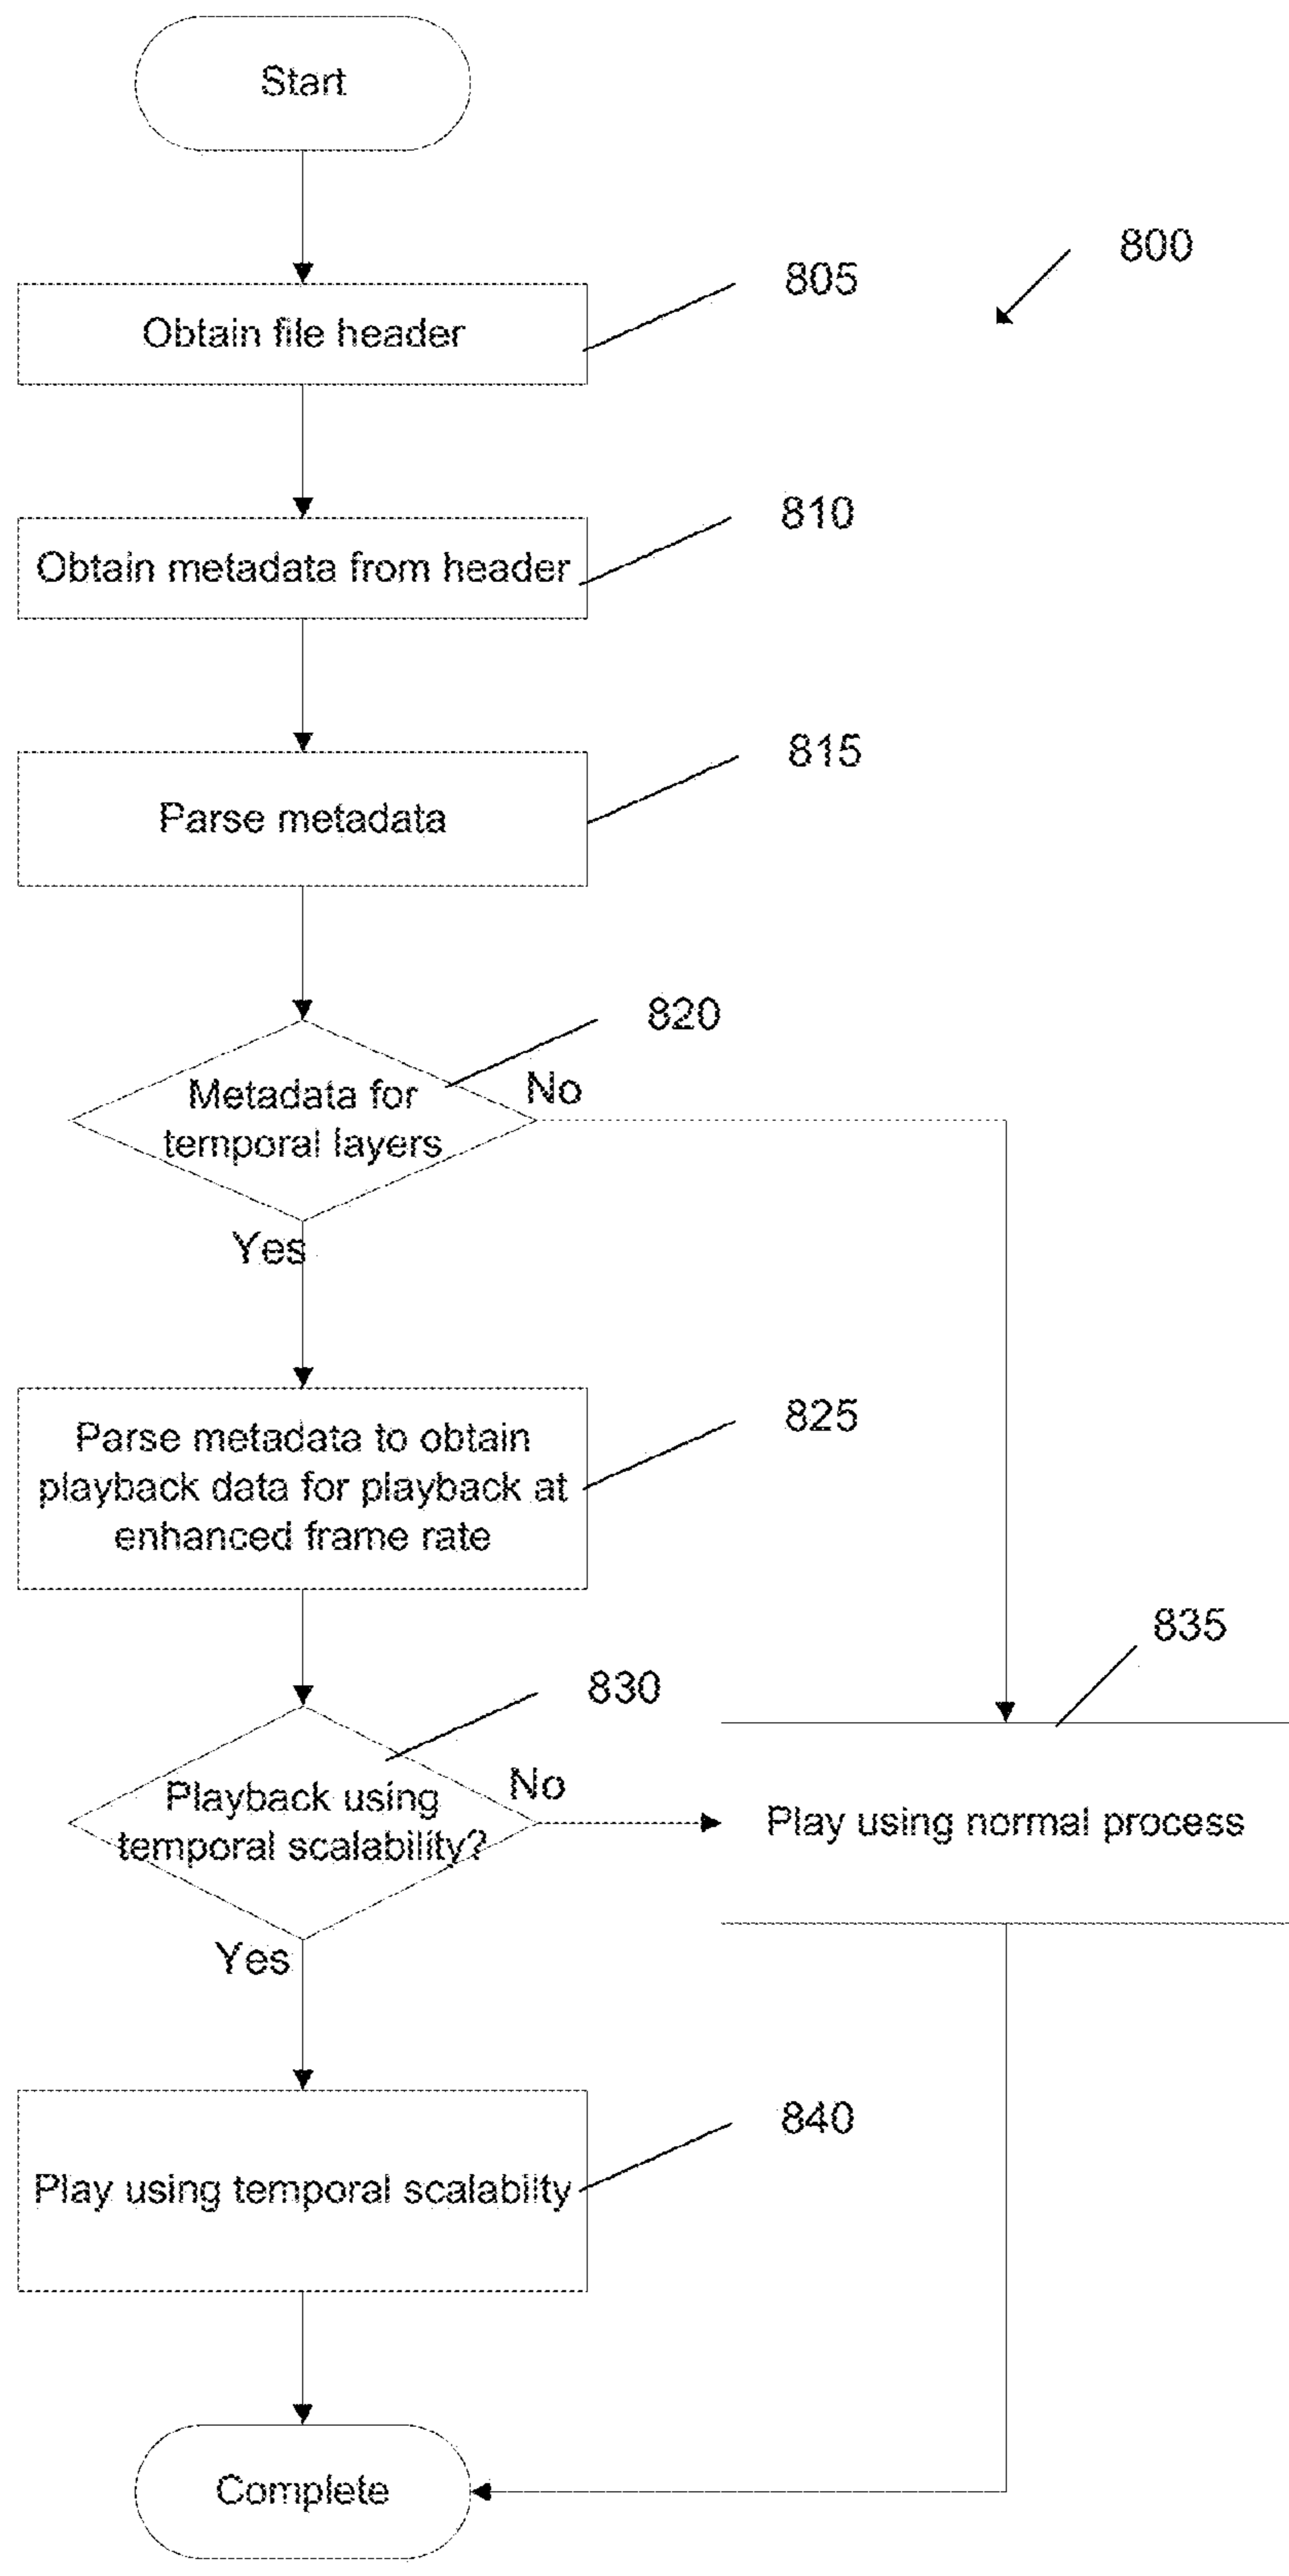 Start
800
805
Obtain file header
810
Obtain metadata from header
815
Parse metadata
820
Metadata for
temporal layers
No
Yes
825
Parse metadata to obtain
playback data for playback at
enhanced frame rate
835
830
Playback using
temporal scalability?
No
Play using normal process
Yes
840
Play using temporal scalabilty
Complete